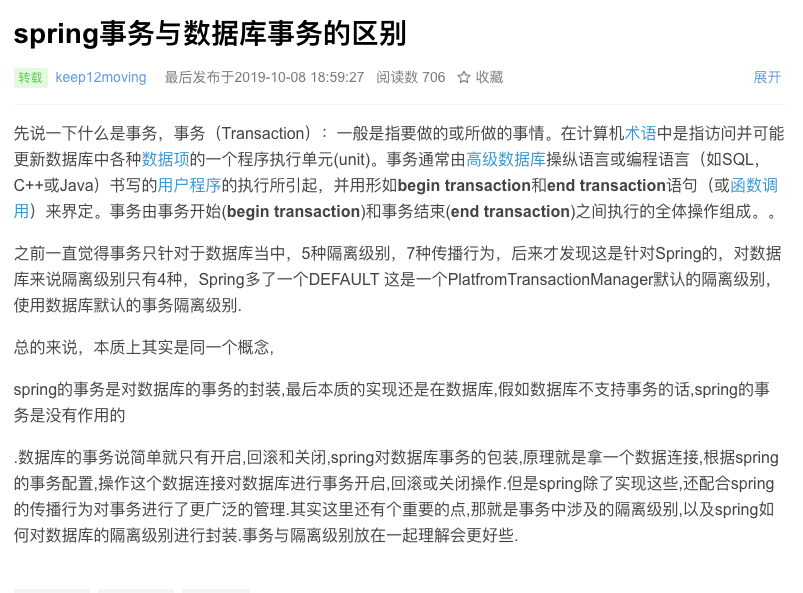 spring事务与数据库事务的区别
转载 keep12moving 最后发布于2019-10-08 18:59:27 阅读数 706 收藏 展开
先说一下什么是事务，事务（Transaction）：一般是指要做的或所做的事情。在计算机术语中是指访问并可能
更新数据库中各种数据项的一个程序执行单元(unit)。事务通常由高级数据库操纵语言或编程语言（如SQL，
C++或Java）书写的用户程序的执行所引起，并用形如begin transaction和end transaction语句（或函数调
用）来界定。事务由事务开始(begin transaction)和事务结束(end transaction)之间执行的全体操作组成。。
之前一直觉得事务只针对于数据库当中，5种隔离级别，7种传播行为，后来才发现这是针对Spring的，对数据
库来说隔离级别只有4种，Spring多了一个DEFAULT 这是一个PlatfromTransactionManager默认的隔离级别，
使用数据库默认的事务隔离级别.
总的来说，本质上其实是同一个概念,
spring的事务是对数据库的事务的封装,最后本质的实现还是在数据库,假如数据库不支持事务的话,spring的事
务是没有作用的
.数据库的事务说简单就只有开启,回滚和关闭,spring对数据库事务的包装,原理就是拿一个数据连接,根据spring
的事务配置,操作这个数据连接对数据库进行事务开启,回滚或关闭操作.但是spring除了实现这些,还配合spring
的传播行为对事务进行了更广泛的管理.其实这里还有个重要的点,那就是事务中涉及的隔离级别,以及spring如
何对数据库的隔离级别进行封装.事务与隔离级别放在一起理解会更好些.